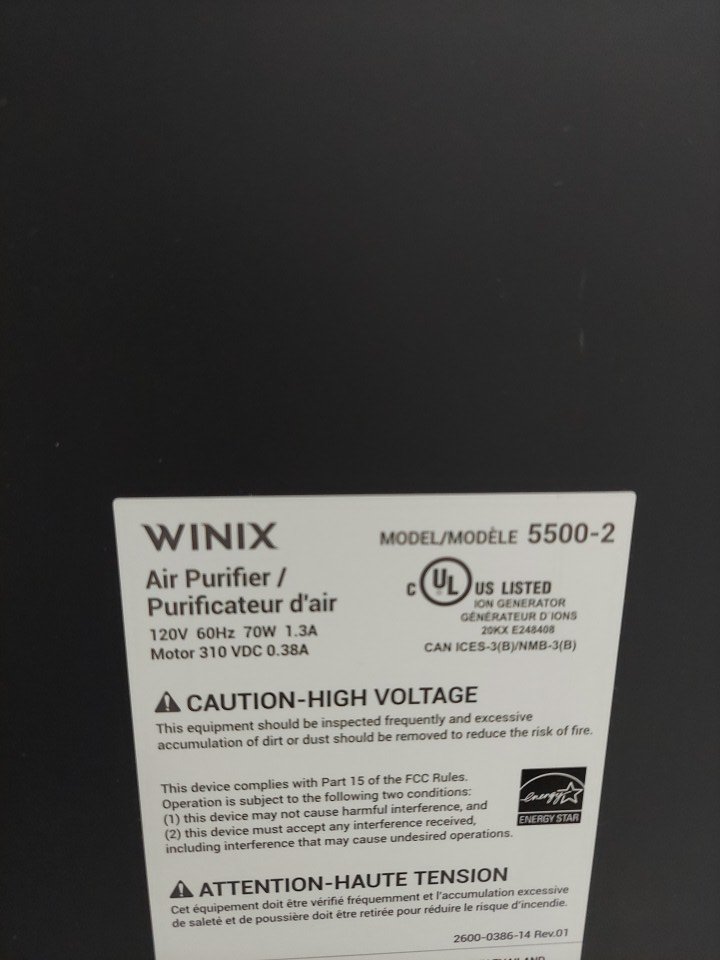 WINIX
MODEL/MODÈLE 5500-2
Air Purifier /
Purificateur d'air
120V 60Hz 70W 1.3A
Motor 310 VDC 0.38A
C UL US LISTED
ION GENERATOR
GÉNÉRATEUR D'IONS
20KX E248408
CAN ICES-3(B)/NMB-3(B)
CAUTION-HIGH VOLTAGE
This equipment should be inspected frequently and excessive
accumulation of dirt or dust should be removed to reduce the risk of fire.
This device complies with Part 15 of the FCC Rules.
Operation is subject to the following two conditions:
(1) this device may not cause harmful interference, and
(2) this device must accept any interference received,
including interference that may cause undesired operations.
energy
ENERGY STAR
ATTENTION-HAUTE TENSION
Cet équipement doit être vérifié fréquemment et l'accumulation excessive
de saleté et de poussière doit être retirée pour réduire le risque d'incendie.
2600-0386-14 Rev.01